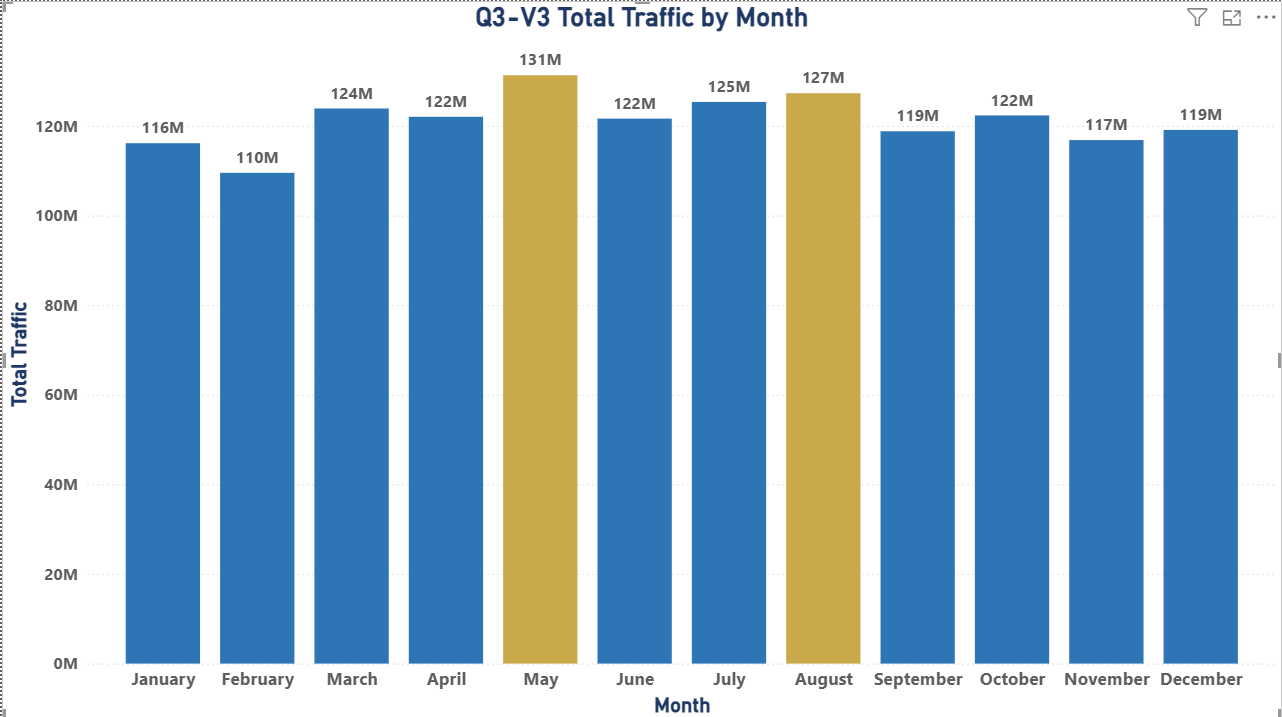 Q3-V3 Total Traffic by Month
131M
127M
125M
124M
122M
122M
122M
119M
119M
117M
116M
110M
120M
100M
80M
60M
40M
20M
0M
Total Traffic
January February March April May June July August September October November December
Month